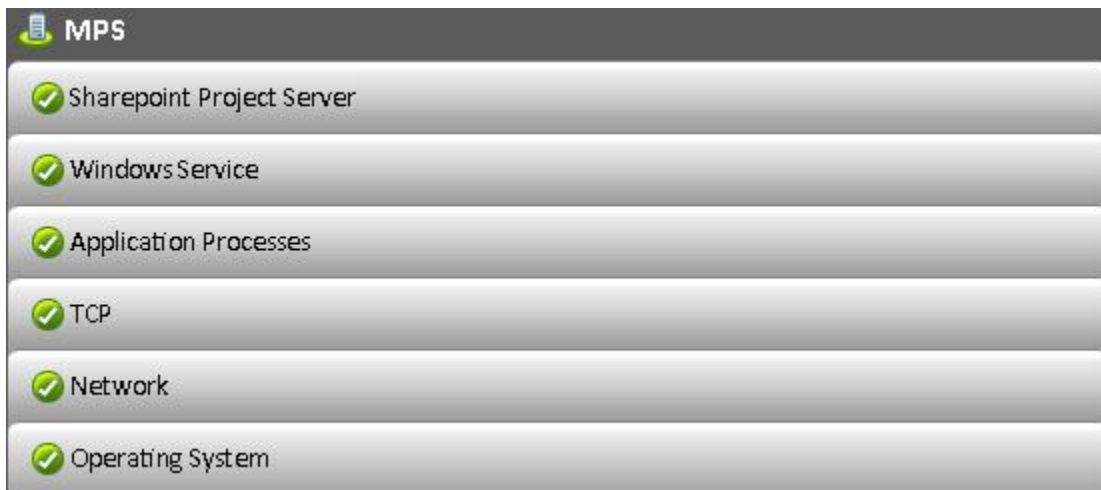 MPS
Sharepoint Project Server
Windows Service
Application Processes
TCP
Network
Operating System